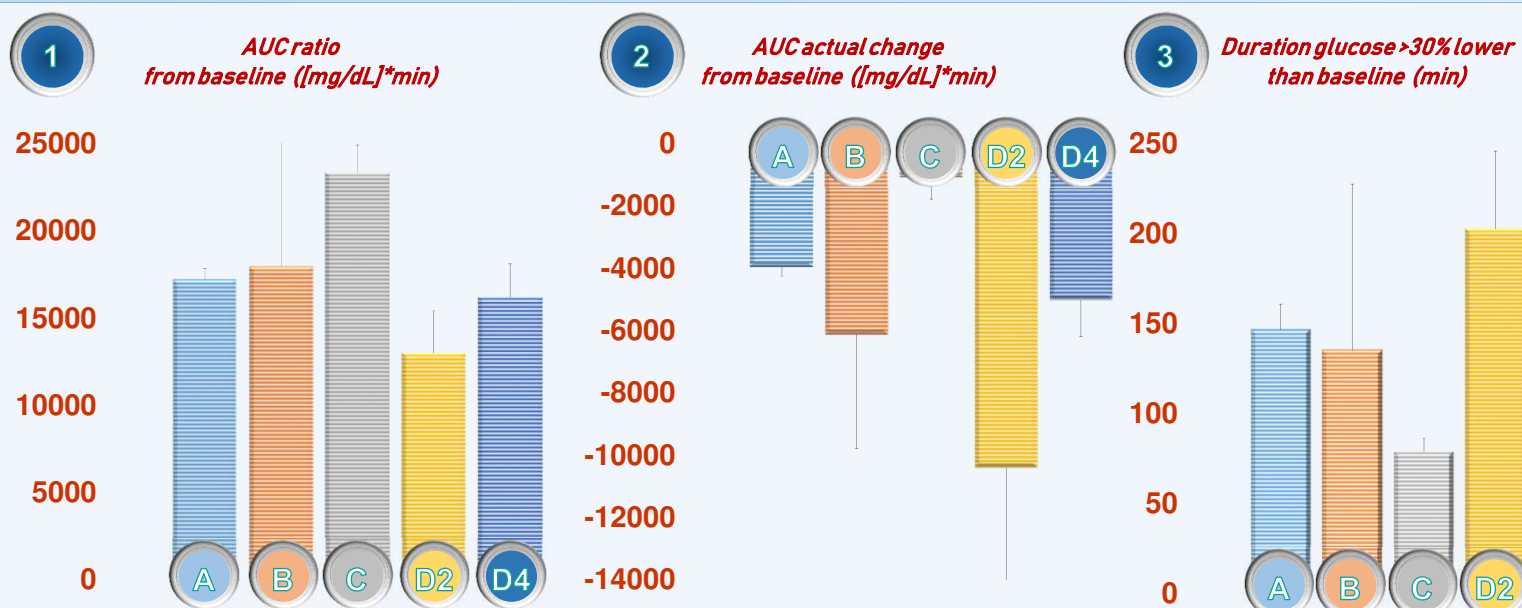 1
AUC ratio
from baseline ([mg/dL]*min)
25000
20000
15000
10000
5000
0
A
B
C
D2
D4
2
AUC actual change
from baseline ([mg/dL]*min)
0
-2000
-4000
-6000
-8000
-10000
-12000
-14000
A
B
C
D2
D4
3
Duration glucose >30% lower
than baseline (min)
250
200
150
100
50
0
A
B
C
D2